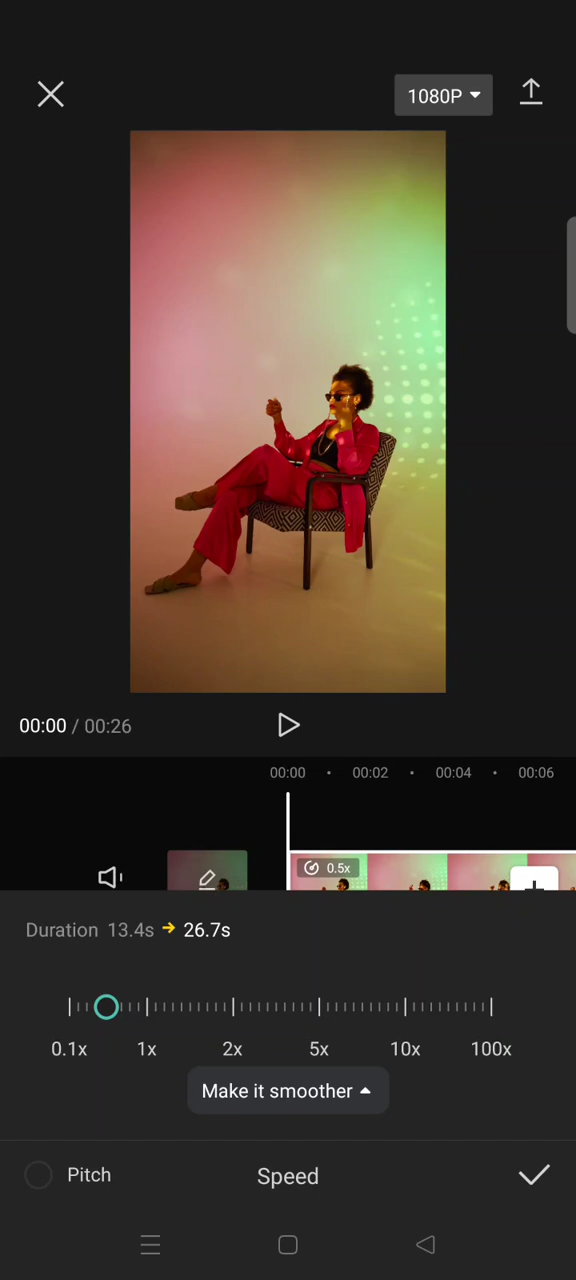 1080P
00:00 / 00:26
00:00 00:02 00:04 00:06
0.5x
Duration 13.4s → 26.7s
0.1x 1x 2x 5x 10x 100x
Make it smoother
Pitch Speed